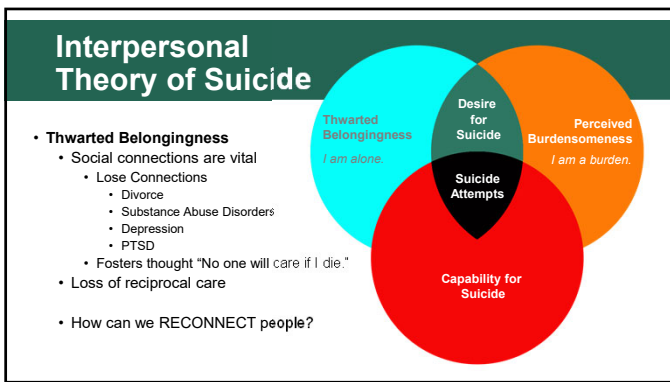 Interpersonal
Theory of Suicide
• Thwarted Belongingness
• Social connections are vital
• Lose Connections
• Divorce
• Substance Abuse Disorders
• Depression
• PTSD
• Fosters thought “No one will care if I die.”
• Loss of reciprocal care
• How can we RECONNECT people?
Thwarted
Belongingness
I am alone.
Desire
for
Suicide
Perceived
Burdensomeness
I am a burden.
Suicide
Attempts
Capability for
Suicide